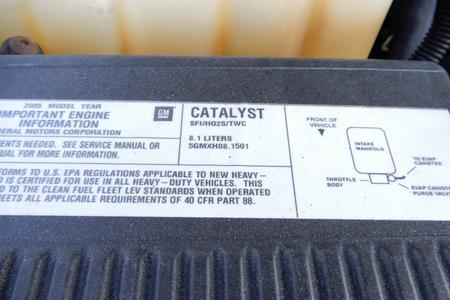 2005 MODEL YEAR
IMPORTANT ENGINE
INFORMATION
GENERAL MOTORS CORPORATION
GM
CATALYST
SFI/HO2S/TWC
8.1 LITERS
5GMXH08.1501
NEEDED. SEE SERVICE MANUAL OR
MANUAL FOR MORE INFORMATION.
TO U.S. EPA REGULATIONS APPLICABLE TO NEW HEAVY-
IS CERTIFIED FOR USE IN ALL HEAVY-DUTY VEHICLES. THIS
TO THE CLEAN FUEL FLEET LEV STANDARDS WHEN OPERATED
MEETS ALL APPLICABLE REQUIREMENTS OF 40 CFR PART 88.
FRONT OF
VEHICLE
INTAKE
MANIFOLD
THROTTLE
BODY
TO EVAP
CANISTER
EVAP CANISTER
PURGE VALVE